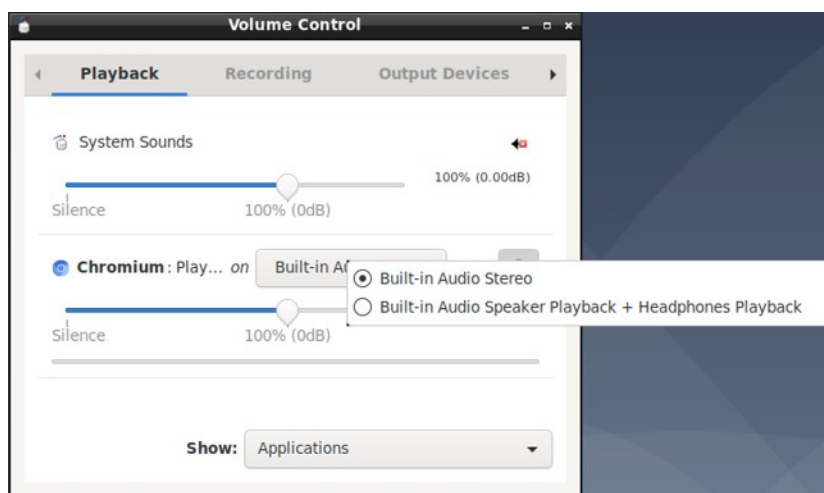 Volume Control
Playback Recording Output Devices
System Sounds
100% (0.00dB)
Silence 100% (0dB)
Chromium : Play... on Built-in
Built-in Audio Stereo
Built-in Audio Speaker Playback + Headphones Playback
Silence 100% (0dB)
Show: Applications